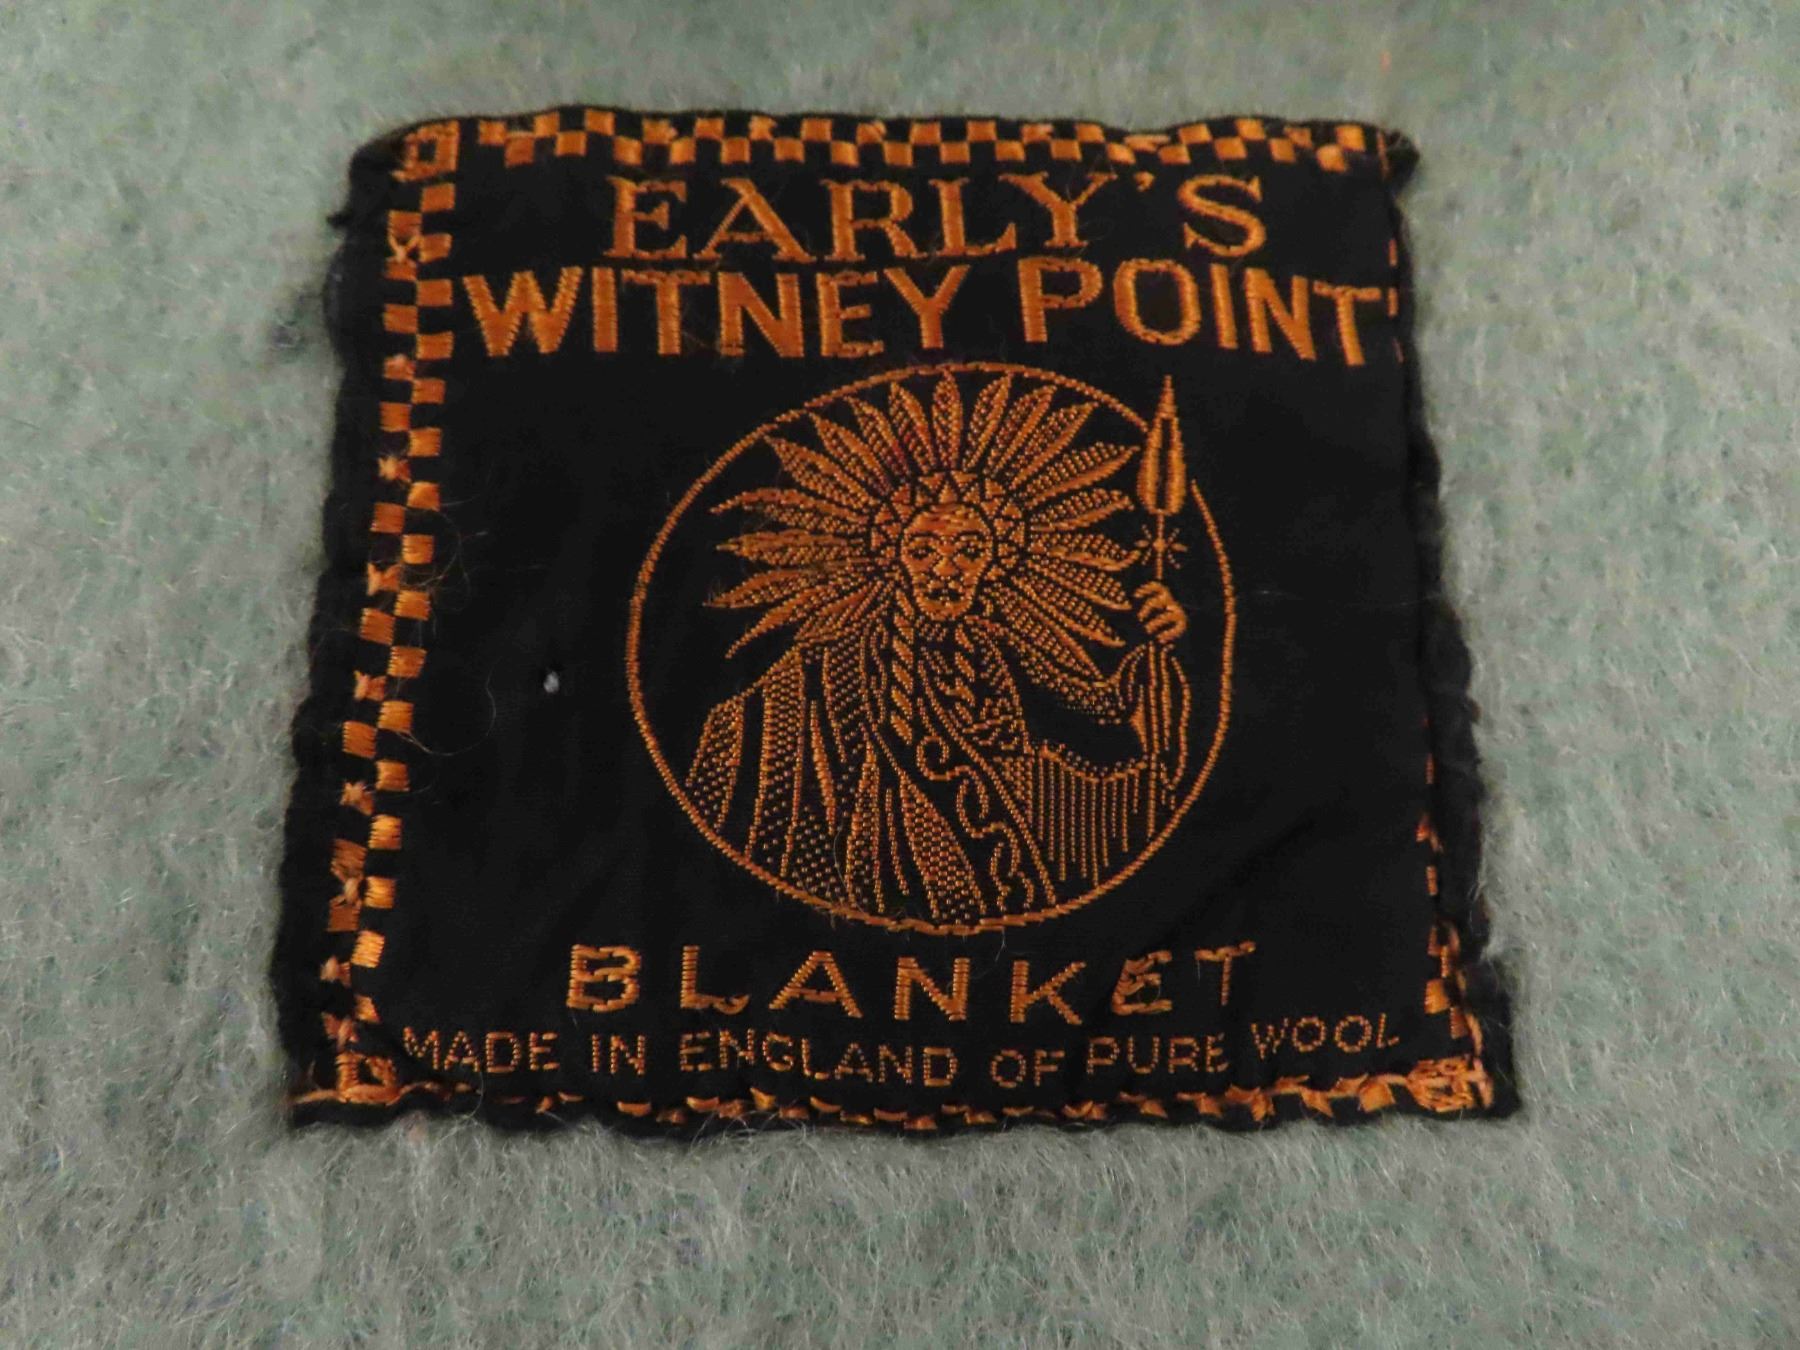 EARLY'S
WITNEY POINT
BLANKET
MADE IN ENGLAND OF PURE WOOL